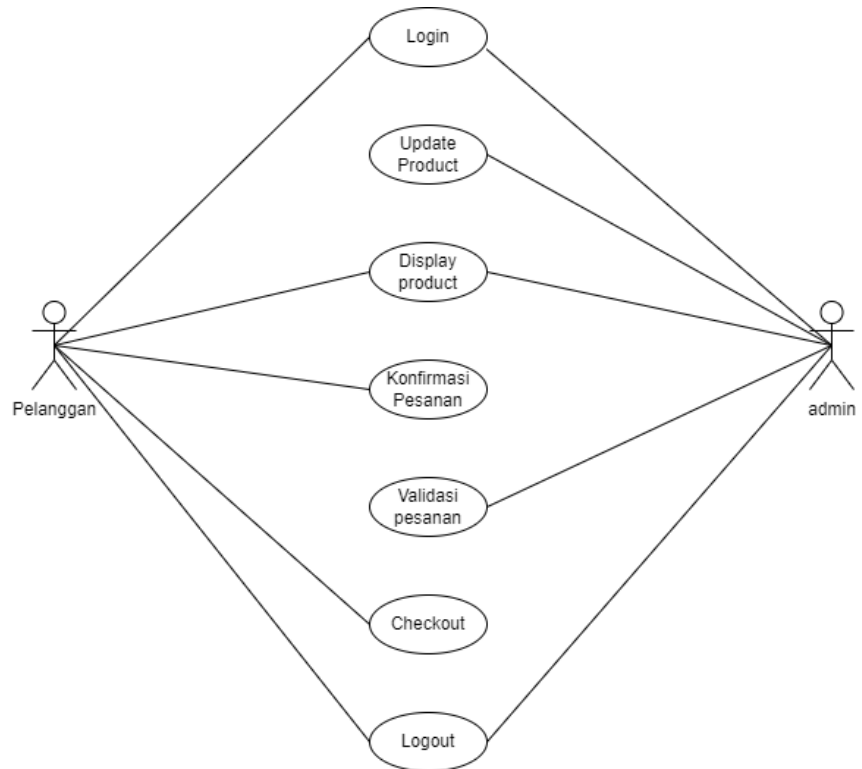 Login
Update
Product
Display
product
Konfirmasi
Pesanan
Pelanggan
admin
Validasi
pesanan
Checkout
Logout